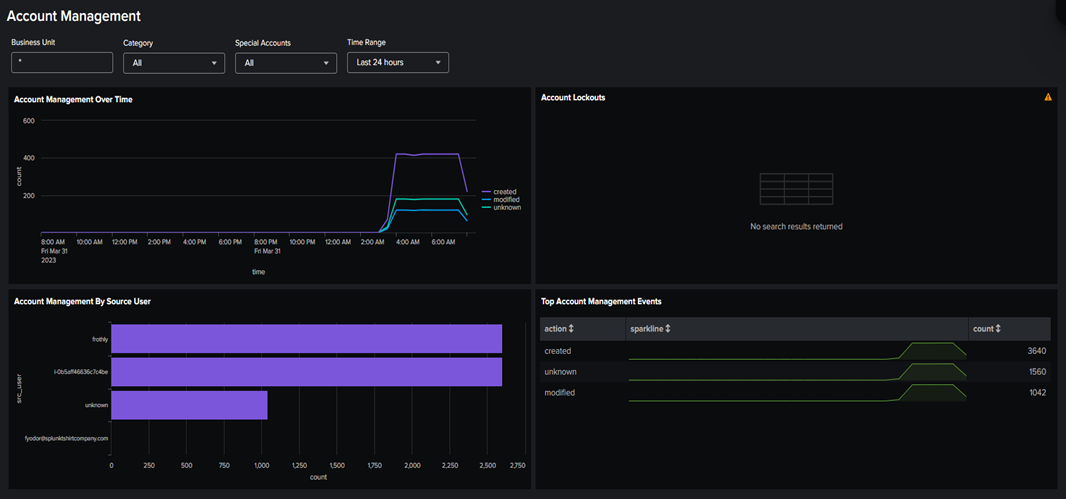 Account Management
Business Unit
Category
Special Accounts
Time Range
*
All
All
Last 24 hours
Account Management Over Time
600
400
200
count
8:00 AM
Fri Mar 31
2023
10:00 AM
12:00 PM
2:00 PM
4:00 PM
6:00 PM
8:00 PM
Fri Mar 31
10:00 PM
12:00 AM
2:00 AM
4:00 AM
6:00 AM
time
created
modified
unknown
Account Lockouts
No search results returned
Account Management By Source User
src_user
frothly
i-0b5aff46636c7c4be
unknown
fyodor@splunktshirtcompany.com
0
250
500
750
1,000
1,250
1,500
1,750
2,000
2,250
2,500
2,750
count
Top Account Management Events
action sparkline count
created 3640
unknown 1560
modified 1042